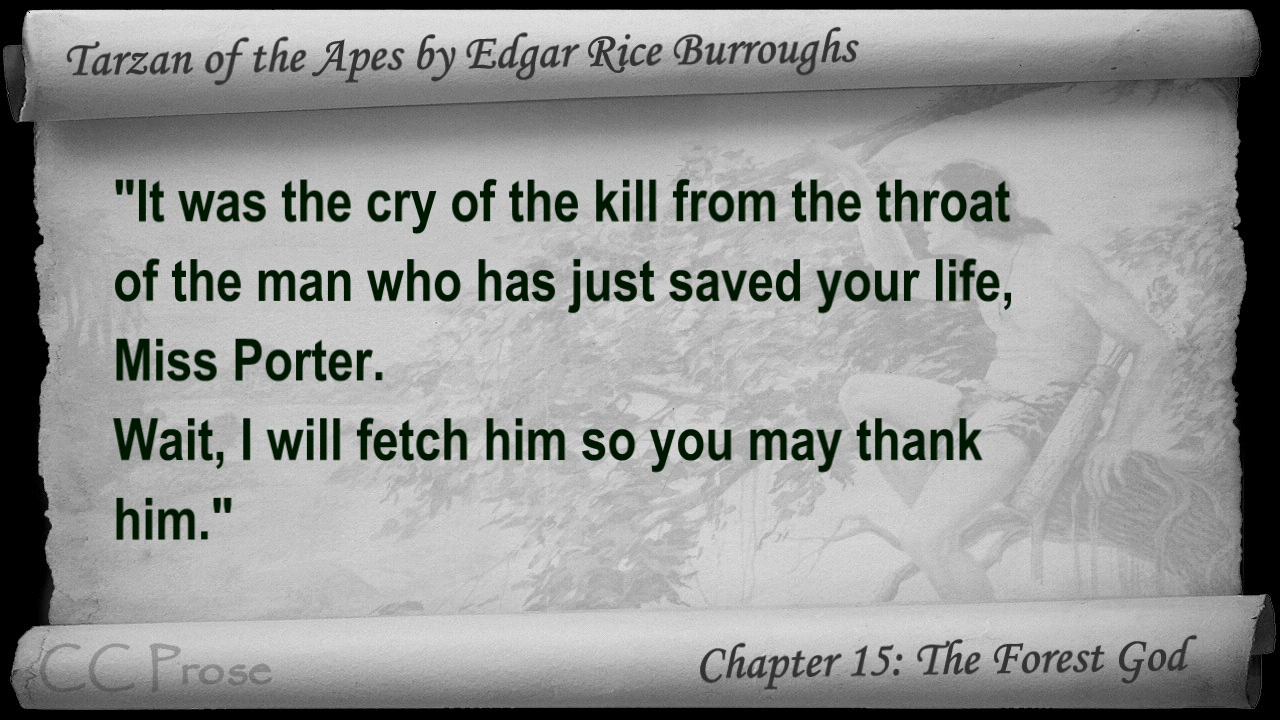 Tarzan of the Apes by Edgar Rice Burroughs
"It was the cry of the kill from the throat
of the man who has just saved your life,
Miss Porter.
Wait, I will fetch him so you may thank
him."
CC Prose
Chapter 15: The Forest God